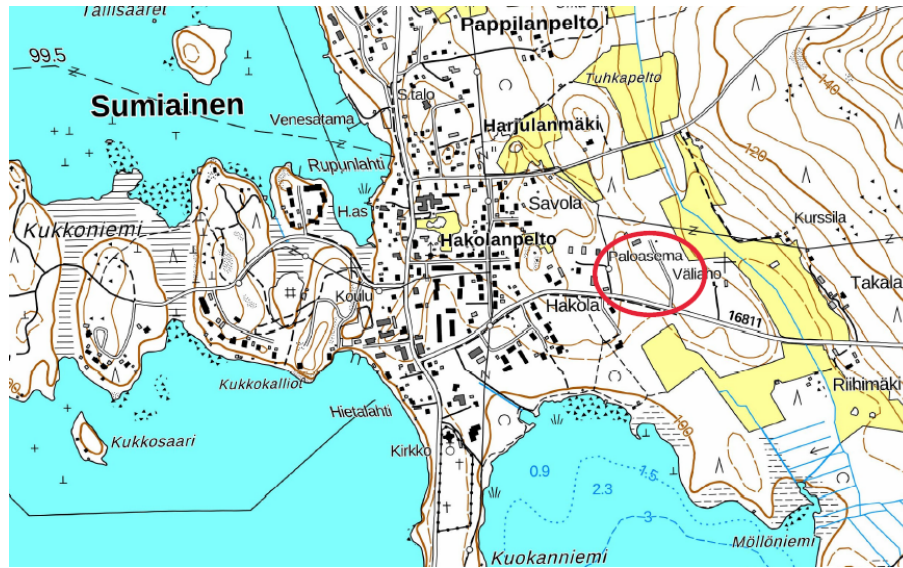 Tallisaaret
Pappilanpelto
99.5
Sumiainen
S.talo
Venesatama
Tuhkapelto
140
Harjulanmäki
120
Rupunlahti
Savola
H.as
Kurssila
Kukkoniemi
Hakolanpelto
Paloasema
Väliaho
Takala
Koulu
Hakola
16811
Kukkokalliot
Riihimäki
Hietalahti
100
Kukkosaari
Kirkko
0.9
1.5
2.3
3
Möllöniemi
Kuokanniemi